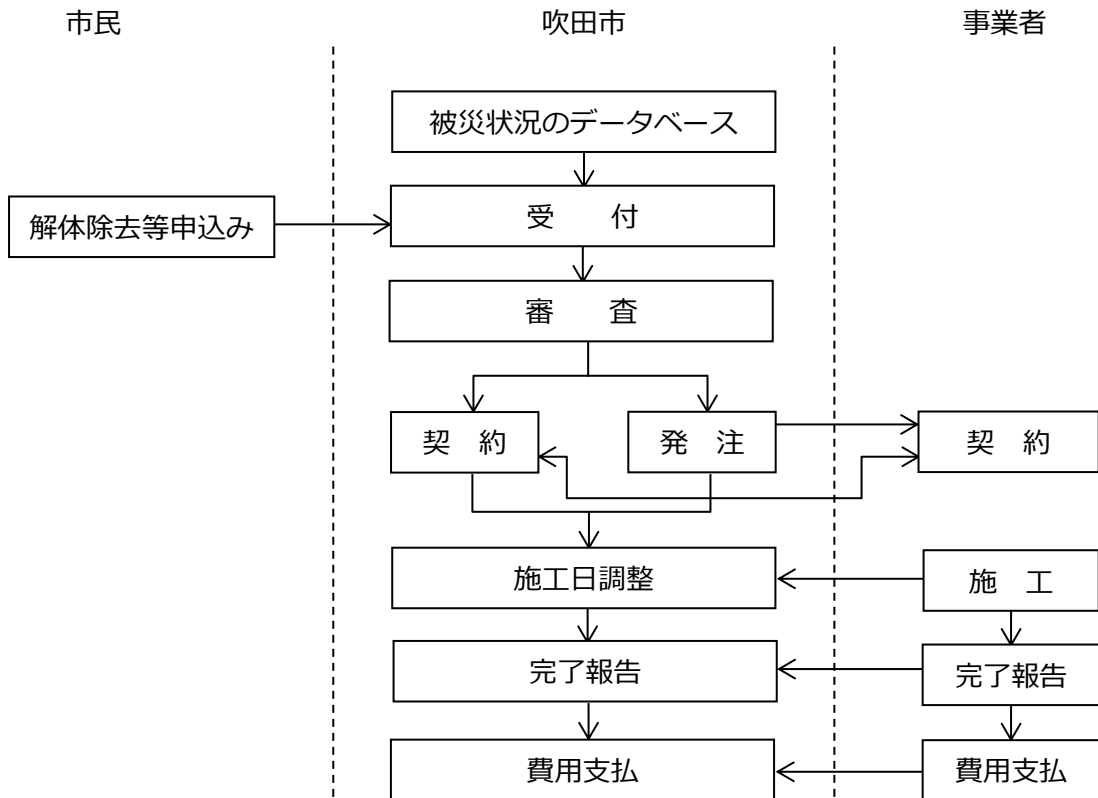 市民
吹田市
事業者
被災状況のデータベース
解体除去等申込み
受　付
審　査
契　約
発　注
契　約
施工日調整
施　工
完了報告
完了報告
費用支払
費用支払